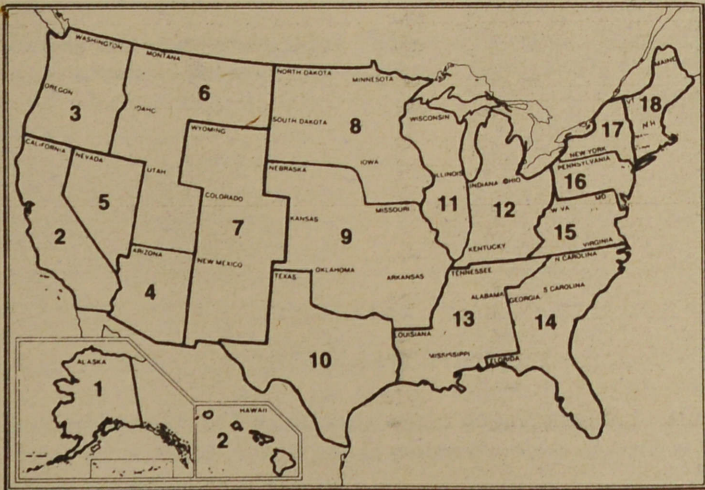 WASHINGTON
MONTANA
NORTH DAKOTA
MINNESOTA
MAINE
6
OREGON
IDAHO
3
SOUTH DAKOTA
8
WISCONSIN
VT
18
N H
WYOMING
17
CALIFORNIA
NEVADA
UTAH
NEBRASKA
IOWA
NEW YORK
PENNSYLVANIA
ILLINOIS
INDIANA
OHIO
16
5
COLORADO
11
12
MD
W VA
2
7
KANSAS
MISSOURI
9
15
ARIZONA
NEW MEXICO
KENTUCKY
VIRGINIA
4
TEXAS
OKLAHOMA
ARKANSAS
TENNESSEE
N CAROLINA
ALABAMA
GEORGIA
S CAROLINA
13
14
LOUISIANA
MISSISSIPPI
FLORIDA
10
ALASKA
1
HAWAII
2